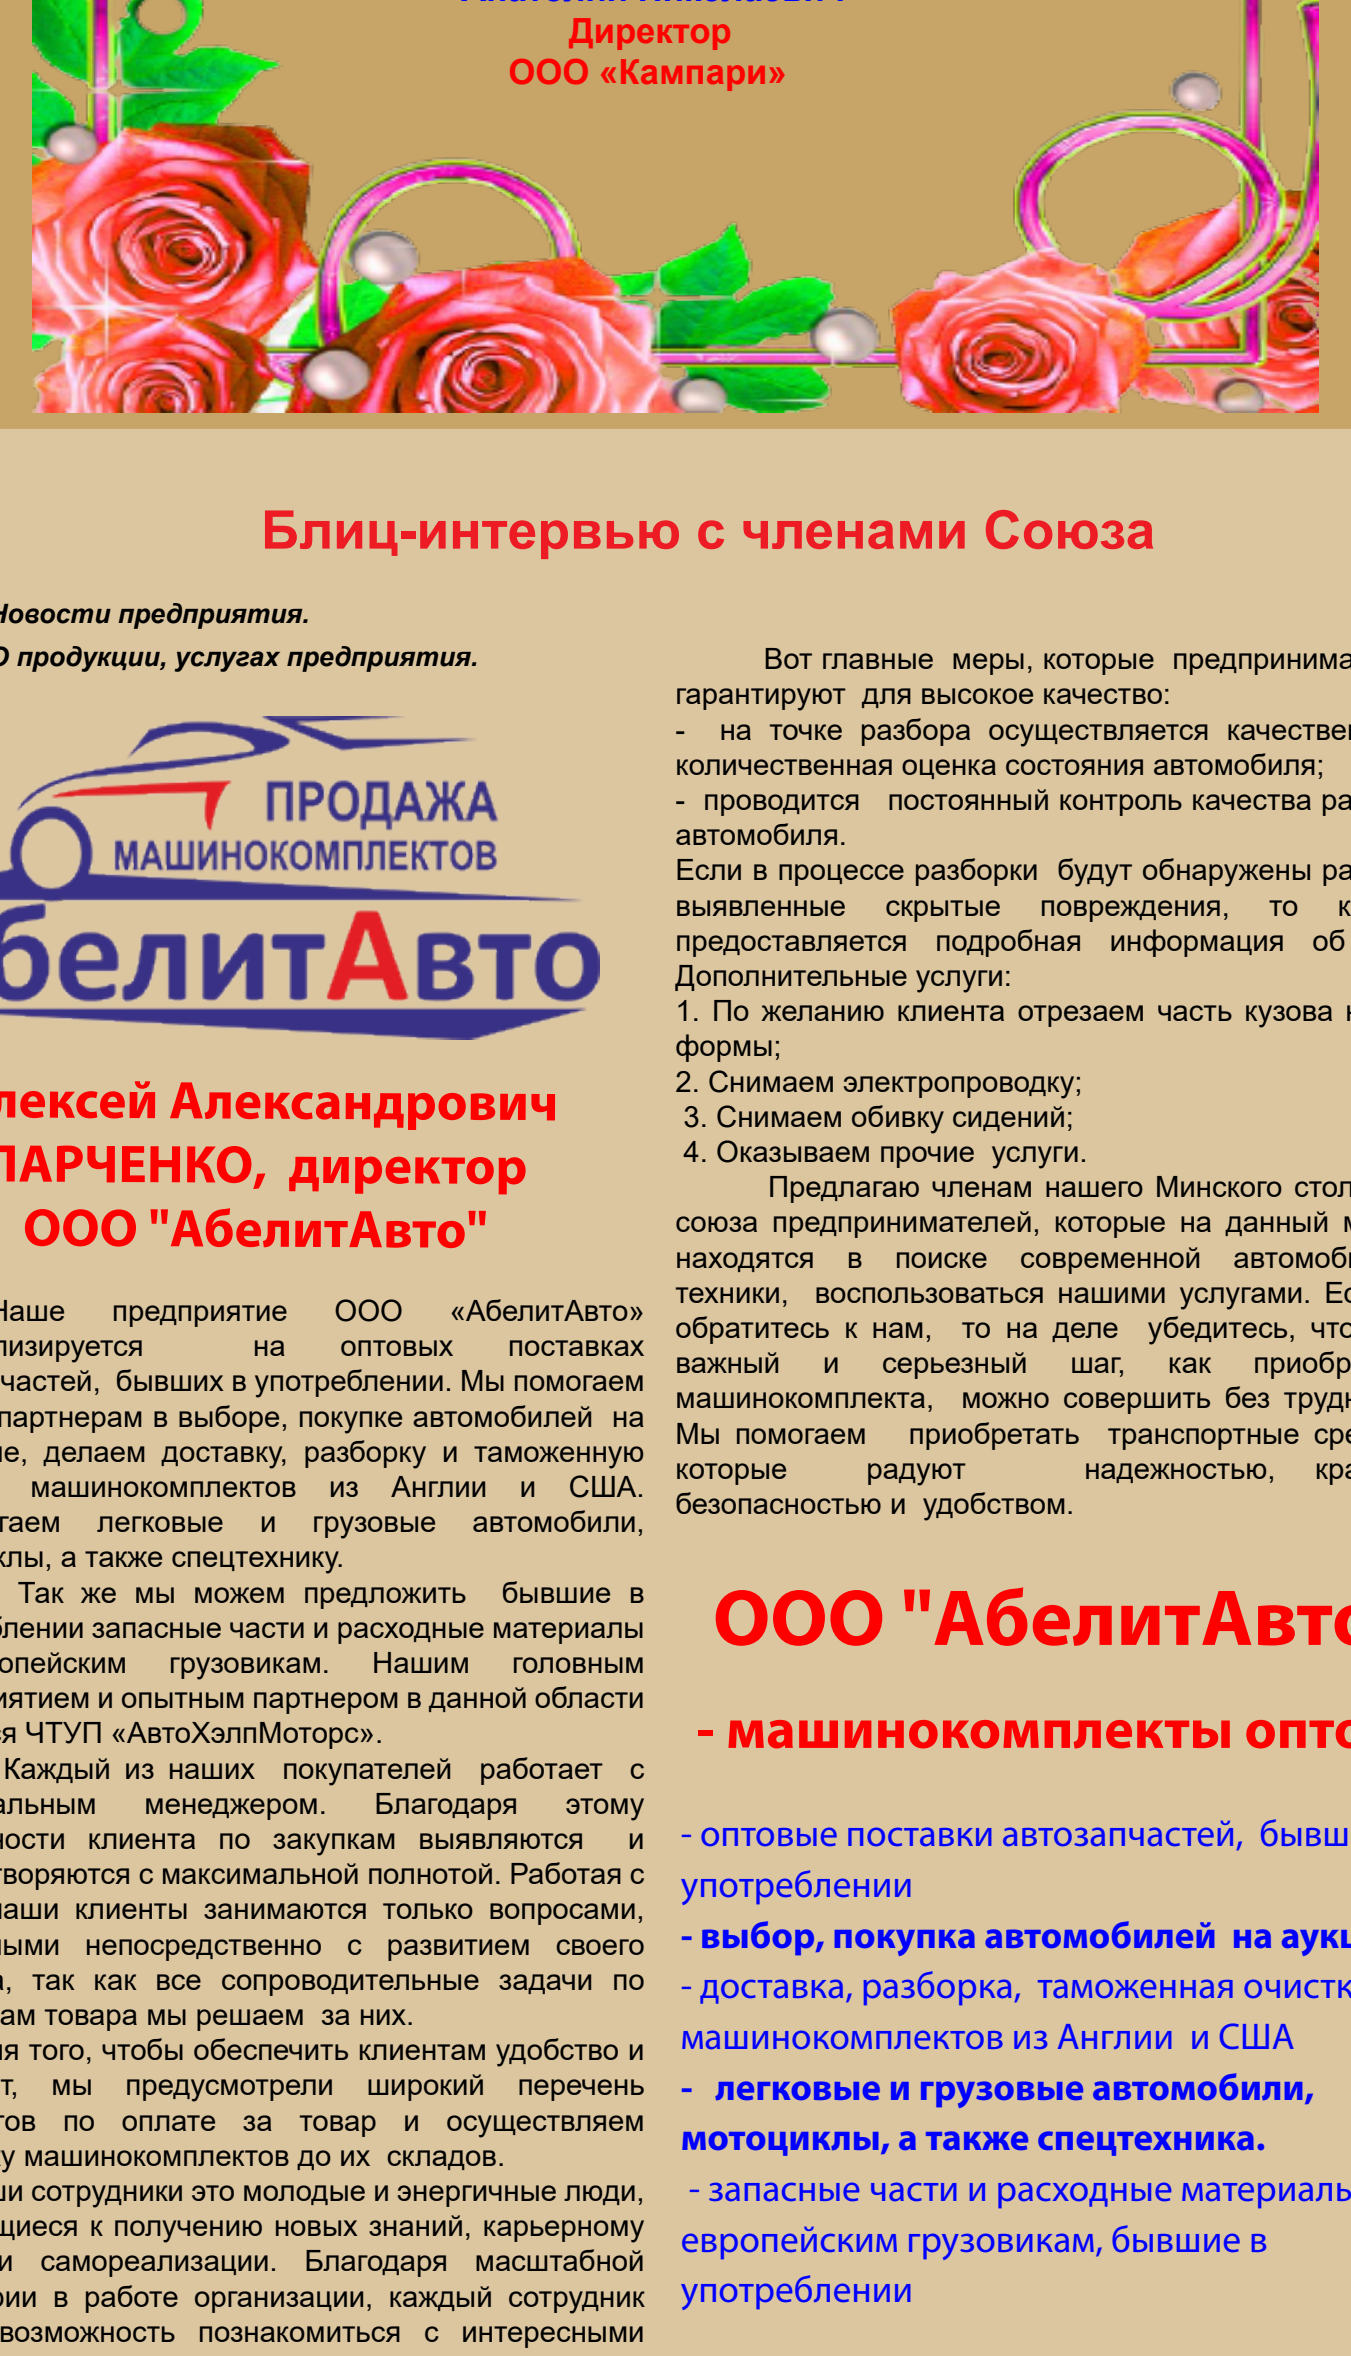 Директор
ООО «Кампари»
Блиц-интервью с членами Союза
Новости предприятия.
О продукции, услугах предприятия.
ПРОДАЖА
МАШИНОКОМПЛЕКТОВ
белитАвто
лексей Александрович
ПАРЧЕНКО, директор
ООО "АбелитАвто"
Наше предприятие ООО «АбелитАвто»
лизируется на оптовых поставках
частей, бывших в употреблении. Мы помогаем
партнерам в выборе, покупке автомобилей на
не, делаем доставку, разборку и таможенную
машинокомплектов из Англии и США.
гаем легковые и грузовые автомобили,
клы, а также спецтехнику.
Так же мы можем предложить бывшие в
блении запасные части и расходные материалы
опейским грузовикам. Нашим головным
иятием и опытным партнером в данной области
ся ЧТУП «АвтоХэлпМоторс».
Каждый из наших покупателей работает с
альным менеджером. Благодаря этому
ности клиента по закупкам выявляются и
творяются с максимальной полнотой. Работая с
наши клиенты занимаются только вопросами,
ными непосредственно с развитием своего
а, так как все сопроводительные задачи по
ам товара мы решаем за них.
ля того, чтобы обеспечить клиентам удобство и
т, мы предусмотрели широкий перечень
тов по оплате за товар и осуществляем
ку машинокомплектов до их складов.
ши сотрудники это молодые и энергичные люди,
щиеся к получению новых знаний, карьерному
и самореализации. Благодаря масштабной
рии в работе организации, каждый сотрудник
возможность познакомиться с интересными
Вот главные меры, которые предпринима
гарантируют для высокое качество:
- на точке разбора осуществляется качествен
количественная оценка состояния автомобиля;
- проводится постоянный контроль качества ра
автомобиля.
Если в процессе разборки будут обнаружены ра
выявленные скрытые повреждения, то к
предоставляется подробная информация об
Дополнительные услуги:
1. По желанию клиента отрезаем часть кузова н
формы;
2. Снимаем электропроводку;
3. Снимаем обивку сидений;
4. Оказываем прочие услуги.
Предлагаю членам нашего Минского стол
союза предпринимателей, которые на данный м
находятся в поиске современной автомоби
техники, воспользоваться нашими услугами. Ес
обратитесь к нам, то на деле убедитесь, что
важный и серьезный шаг, как приобр
машинокомплекта, можно совершить без трудн
Мы помогаем приобретать транспортные сре
которые радуют надежностью, кра
безопасностью и удобством.
ООО "АбелитАвто
- машинокомплекты опто
- оптовые поставки автозапчастей, бывш
употреблении
- выбор, покупка автомобилей на аукц
- доставка, разборка, таможенная очистк
машинокомплектов из Англии и США
- легковые и грузовые автомобили,
мотоциклы, а также спецтехника.
- запасные части и расходные материаль
европейским грузовикам, бывшие в
употреблении